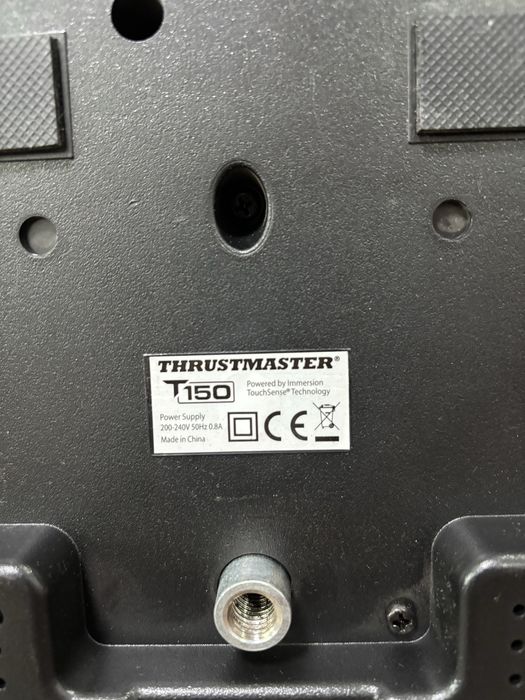 THRUSTMASTER®
T150
Powered by Immersion
TouchSense® Technology
Power Supply
200-240V 50Hz 0.8A
Made in China
CE